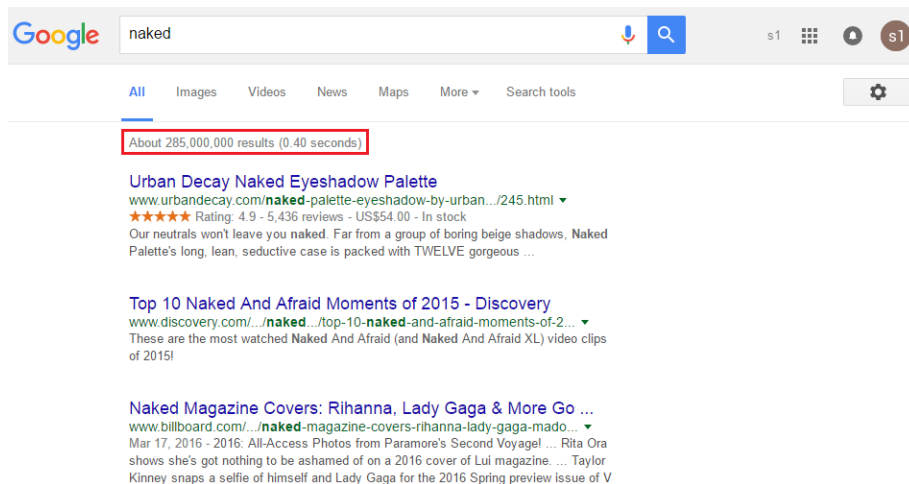 Google naked s1 s1
All Images Videos News Maps More Search tools
About 285,000,000 results (0.40 seconds)
Urban Decay Naked Eyeshadow Palette
www.urbandecay.com/naked-palette-eyeshadow-by-urban.../245.html
Rating: 4.9 - 5,436 reviews - US$54.00 - In stock
Our neutrals won't leave you naked. Far from a group of boring beige shadows, Naked
Palette's long, lean, seductive case is packed with TWELVE gorgeous ...
Top 10 Naked And Afraid Moments of 2015 - Discovery
www.discovery.com/.../naked.../top-10-naked-and-afraid-moments-of-2...
These are the most watched Naked And Afraid (and Naked And Afraid XL) video clips
of 2015!
Naked Magazine Covers: Rihanna, Lady Gaga & More Go ...
www.billboard.com/.../naked-magazine-covers-rihanna-lady-gaga-mado...
Mar 17, 2016 - 2016: All-Access Photos from Paramore's Second Voyage! ... Rita Ora
shows she's got nothing to be ashamed of on a 2016 cover of Lui magazine. ... Taylor
Kinney snaps a selfie of himself and Lady Gaga for the 2016 Spring preview issue of V